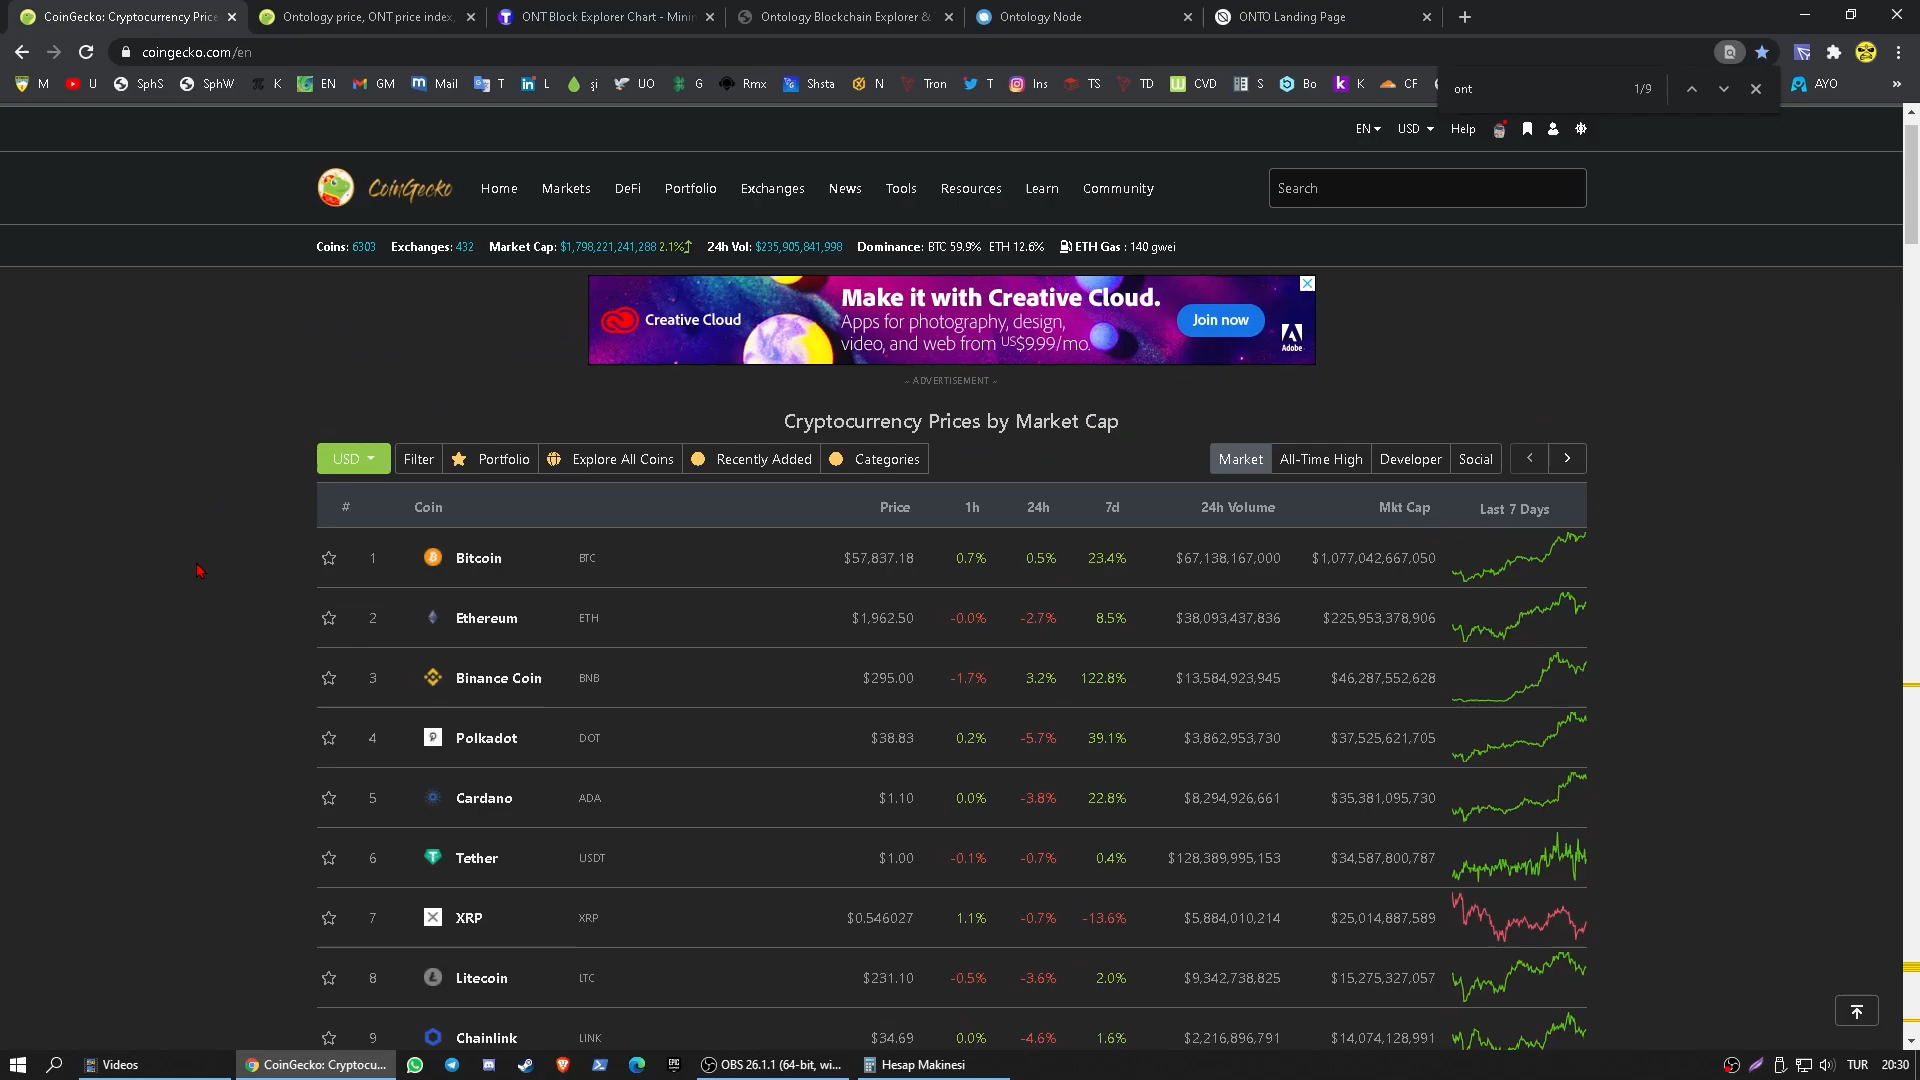 CoinGecko: Cryptocurrency Price
Ontology price, ONT price index,
ONT Block Explorer Chart - Minin
Ontology Blockchain Explorer &
Ontology Node
ONTO Landing Page
coingecko.com/en
M U SphS SphW K EN GM Mail T L şi UO G Rmx Shsta N Tron T Ins TS TD CVD S Bo K CF AYO
ont 1/9
EN USD Help
CoinGecko Home Markets DeFi Portfolio Exchanges News Tools Resources Learn Community Search
Coins: 6303 Exchanges: 432 Market Cap: $1,798,221,241,288 2.1% 24h Vol: $235,905,841,998 Dominance: BTC 59.9% ETH 12.6% ETH Gas : 140 gwei
Creative Cloud
Make it with Creative Cloud.
Apps for photography, design,
video, and web from US$9.99/mo.
Join now
Adobe
~ ADVERTISEMENT ~
Cryptocurrency Prices by Market Cap
USD Filter Portfolio Explore All Coins Recently Added Categories Market All-Time High Developer Social
# Coin Price 1h 24h 7d 24h Volume Mkt Cap Last 7 Days
1 Bitcoin BTC $57,837.18 0.7% 0.5% 23.4% $67,138,167,000 $1,077,042,667,050
2 Ethereum ETH $1,962.50 -0.0% -2.7% 8.5% $38,093,437,836 $225,953,378,906
3 Binance Coin BNB $295.00 -1.7% 3.2% 122.8% $13,584,923,945 $46,287,552,628
4 Polkadot DOT $38.83 0.2% -5.7% 39.1% $3,862,953,730 $37,525,621,705
5 Cardano ADA $1.10 0.0% -3.8% 22.8% $8,294,926,661 $35,381,095,730
6 Tether USDT $1.00 -0.1% -0.7% 0.4% $128,389,995,153 $34,587,800,787
7 XRP XRP $0.546027 1.1% -0.7% -13.6% $5,884,010,214 $25,014,887,589
8 Litecoin LTC $231.10 -0.5% -3.6% 2.0% $9,342,738,825 $15,275,327,057
9 Chainlink LINK $34.69 0.0% -4.6% 1.6% $2,216,896,791 $14,074,128,991
Videos
CoinGecko: Cryptocu...
OBS 26.1.1 (64-bit, wi...
Hesap Makinesi
TUR 20:30